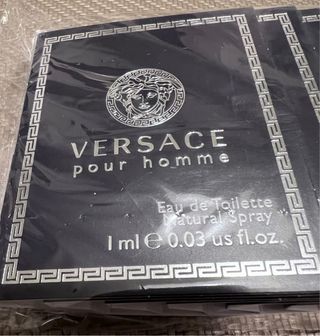 VERSACE
pour homme
Eau de Toilette
Natural Spray
1 ml ℮ 0.03 us fl.oz.